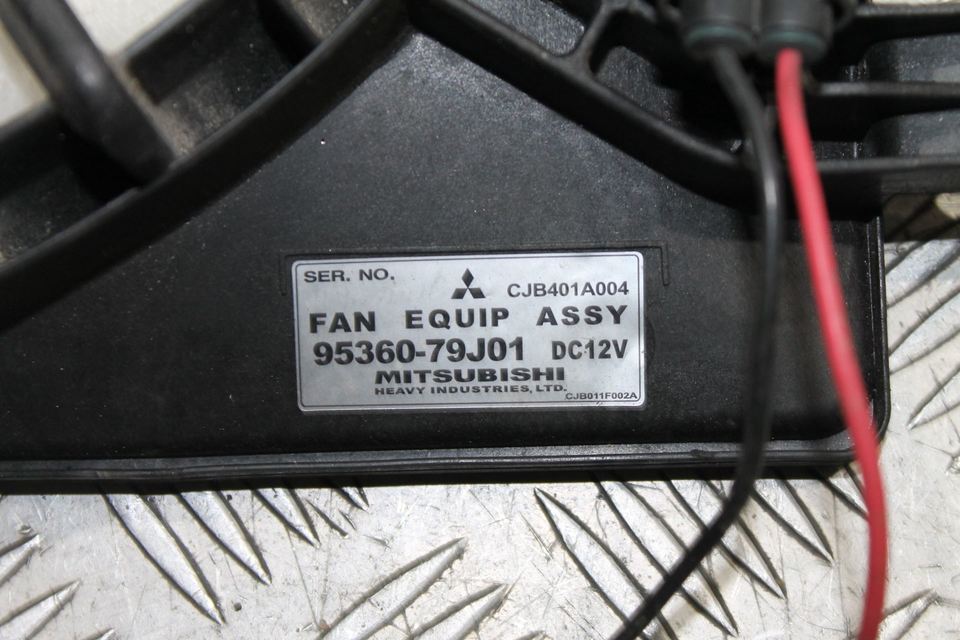 SER. NO.
CJB401A004
FAN EQUIP ASSY
95360-79J01 DC12V
MITSUBISHI
HEAVY INDUSTRIES, LTD.
CJB011F002A